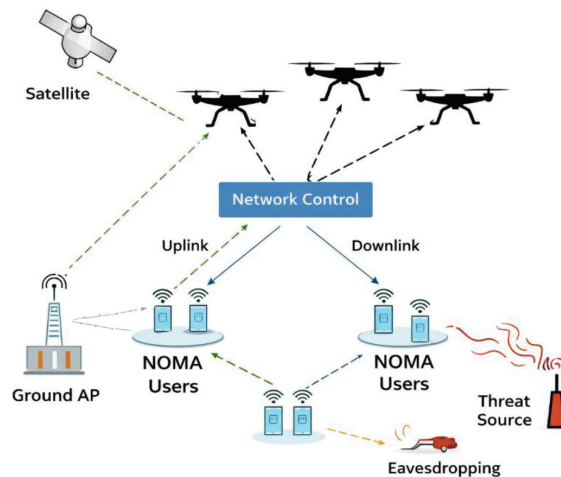 Satellite
Network Control
Uplink
Downlink
NOMA
Users
NOMA
Users
Ground AP
Threat
Source
Eavesdropping